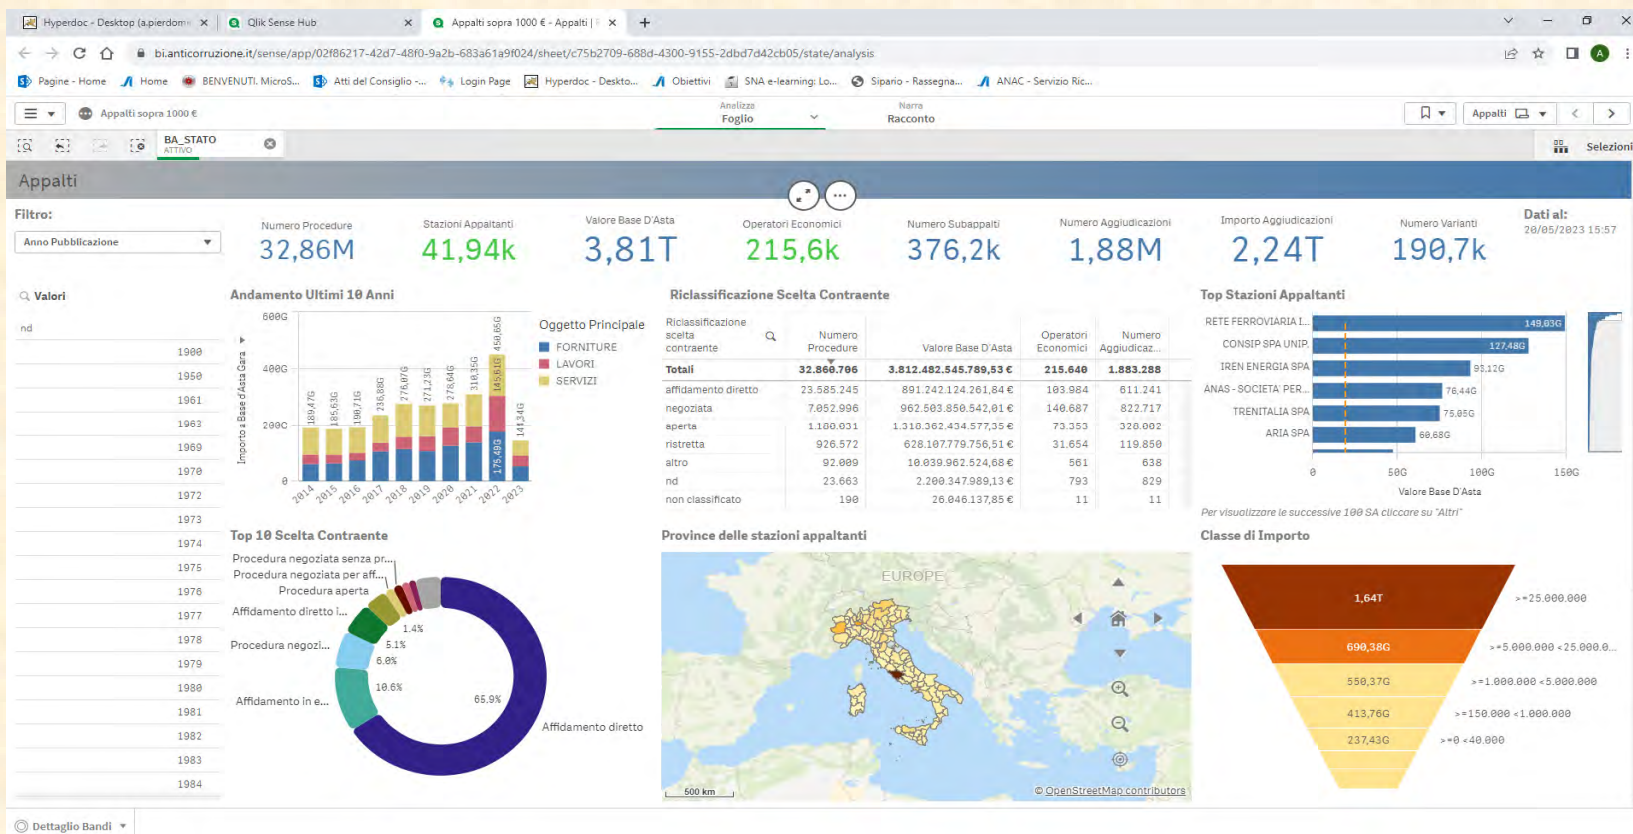 Hyperdoc - Desktop (a.pierdom
Qlik Sense Hub
Appalti sopra 1000 € - Appalti |
bi.anticorruzione.it/sense/app/02f86217-42d7-48f0-9a2b-683a61a9f024/sheet/c75b2709-688d-4300-9155-2dbd7d42cb05/state/analysis
A
Pagine - Home
Home
BENVENUTI. MicroS...
Atti del Consiglio -...
Login Page
Hyperdoc - Deskto...
Obiettivi
SNA e-learning: Lo...
Sipario - Rassegna...
ANAC - Servizio Ric...
Appalti sopra 1000 €
Analizza
Foglio
Narra
Racconto
Appalti
BA_STATO
ATTIVO
Selezioni
Appalti
Filtro:
Anno Pubblicazione
Numero Procedure
32,86M
Stazioni Appaltanti
41,94k
Valore Base D'Asta
3,81T
Operatori Economici
215,6k
Numero Subappalti
376,2k
Numero Aggiudicazioni
1,88M
Importo Aggiudicazioni
2,24T
Numero Varianti
190,7k
Dati al:
20/05/2023 15:57
Valori
nd
1900
1950
1961
1963
1969
1970
1972
1973
1974
1975
1976
1977
1978
1979
1980
1981
1982
1983
1984
Andamento Ultimi 10 Anni
Importo a Base d'Asta Gara
600G
400G
200G
0
189,47G
185,63G
190,71G
236,88G
276,07G
271,23G
278,64G
310,35G
450,65G
145,61G
175,49G
141,34G
2014
2015
2016
2017
2018
2019
2020
2021
2022
2023
Oggetto Principale
FORNITURE
LAVORI
SERVIZI
Riclassificazione Scelta Contraente
Riclassificazione scelta contraente
Numero Procedure
Valore Base D'Asta
Operatori Economici
Numero Aggiudicaz...
Totali 32.860.706 3.812.482.545.789,53 € 215.640 1.883.288
affidamento diretto 23.585.245 891.242.124.261,84 € 103.984 611.241
negoziata 7.052.996 962.503.850.542,01 € 140.687 822.717
aperta 1.180.031 1.318.362.434.577,35 € 73.353 328.002
ristretta 926.572 628.107.779.756,51 € 31.654 119.850
altro 92.009 10.039.962.524,68 € 561 638
nd 23.663 2.200.347.989,13 € 793 829
non classificato 190 26.046.137,85 € 11 11
Top Stazioni Appaltanti
RETE FERROVIARIA I... 149,03G
CONSIP SPA UNIP. 127,48G
IREN ENERGIA SPA 93,12G
ANAS - SOCIETA' PER... 76,44G
TRENITALIA SPA 75,05G
ARIA SPA 60,68G
0 50G 100G 150G
Valore Base D'Asta
Per visualizzare le successive 100 SA cliccare su "Altri"
Top 10 Scelta Contraente
Procedura negoziata senza pr...
Procedura negoziata per aff...
Procedura aperta
Affidamento diretto i...
1.4%
Procedura negozi...
5.1%
6.0%
10.6%
Affidamento in e...
65.9%
Affidamento diretto
Province delle stazioni appaltanti
EUROPE
500 km
© OpenStreetMap contributors
Classe di Importo
1,64T >=25.000.000
690,38G >=5.000.000 <25.000.0...
550,37G >=1.000.000 <5.000.000
413,76G >=150.000 <1.000.000
237,43G >=0 <40.000
Dettaglio Bandi